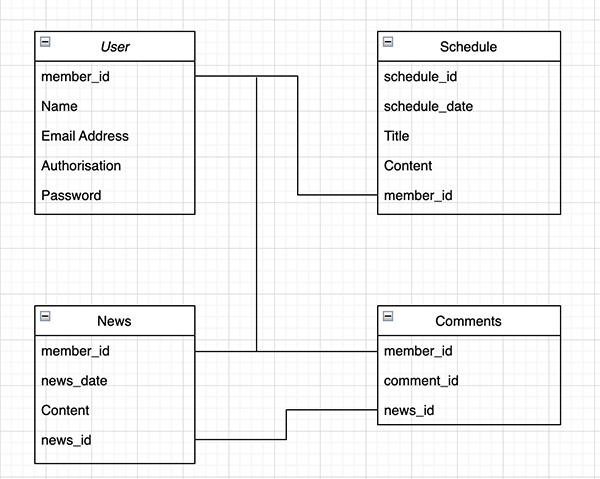 User
member_id
Name
Email Address
Authorisation
Password
Schedule
schedule_id
schedule_date
Title
Content
member_id
News
member_id
news_date
Content
news_id
Comments
member_id
comment_id
news_id